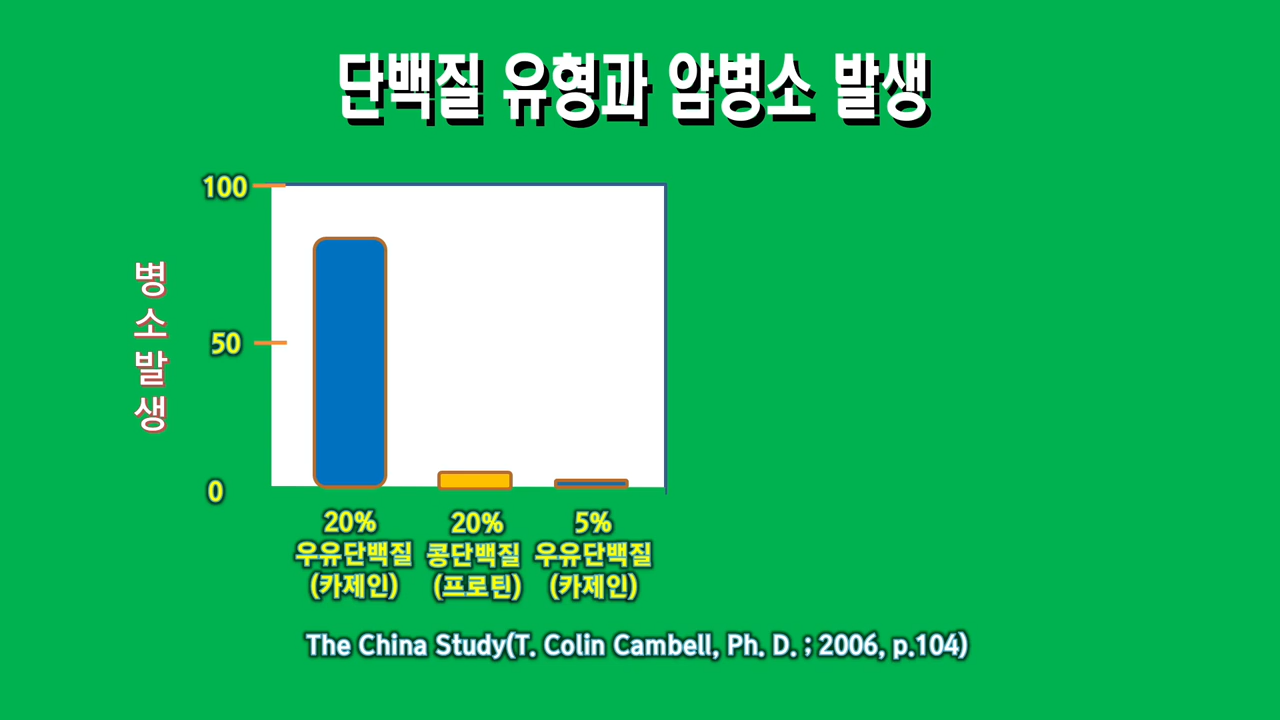 단백질 유형과 암병소 발생
100
병소발생
50
0
20%
우유단백질
(카제인)
20%
콩단백질
(프로틴)
5%
우유단백질
(카제인)
The China Study(T. Colin Cambell, Ph. D. ; 2006, p.104)